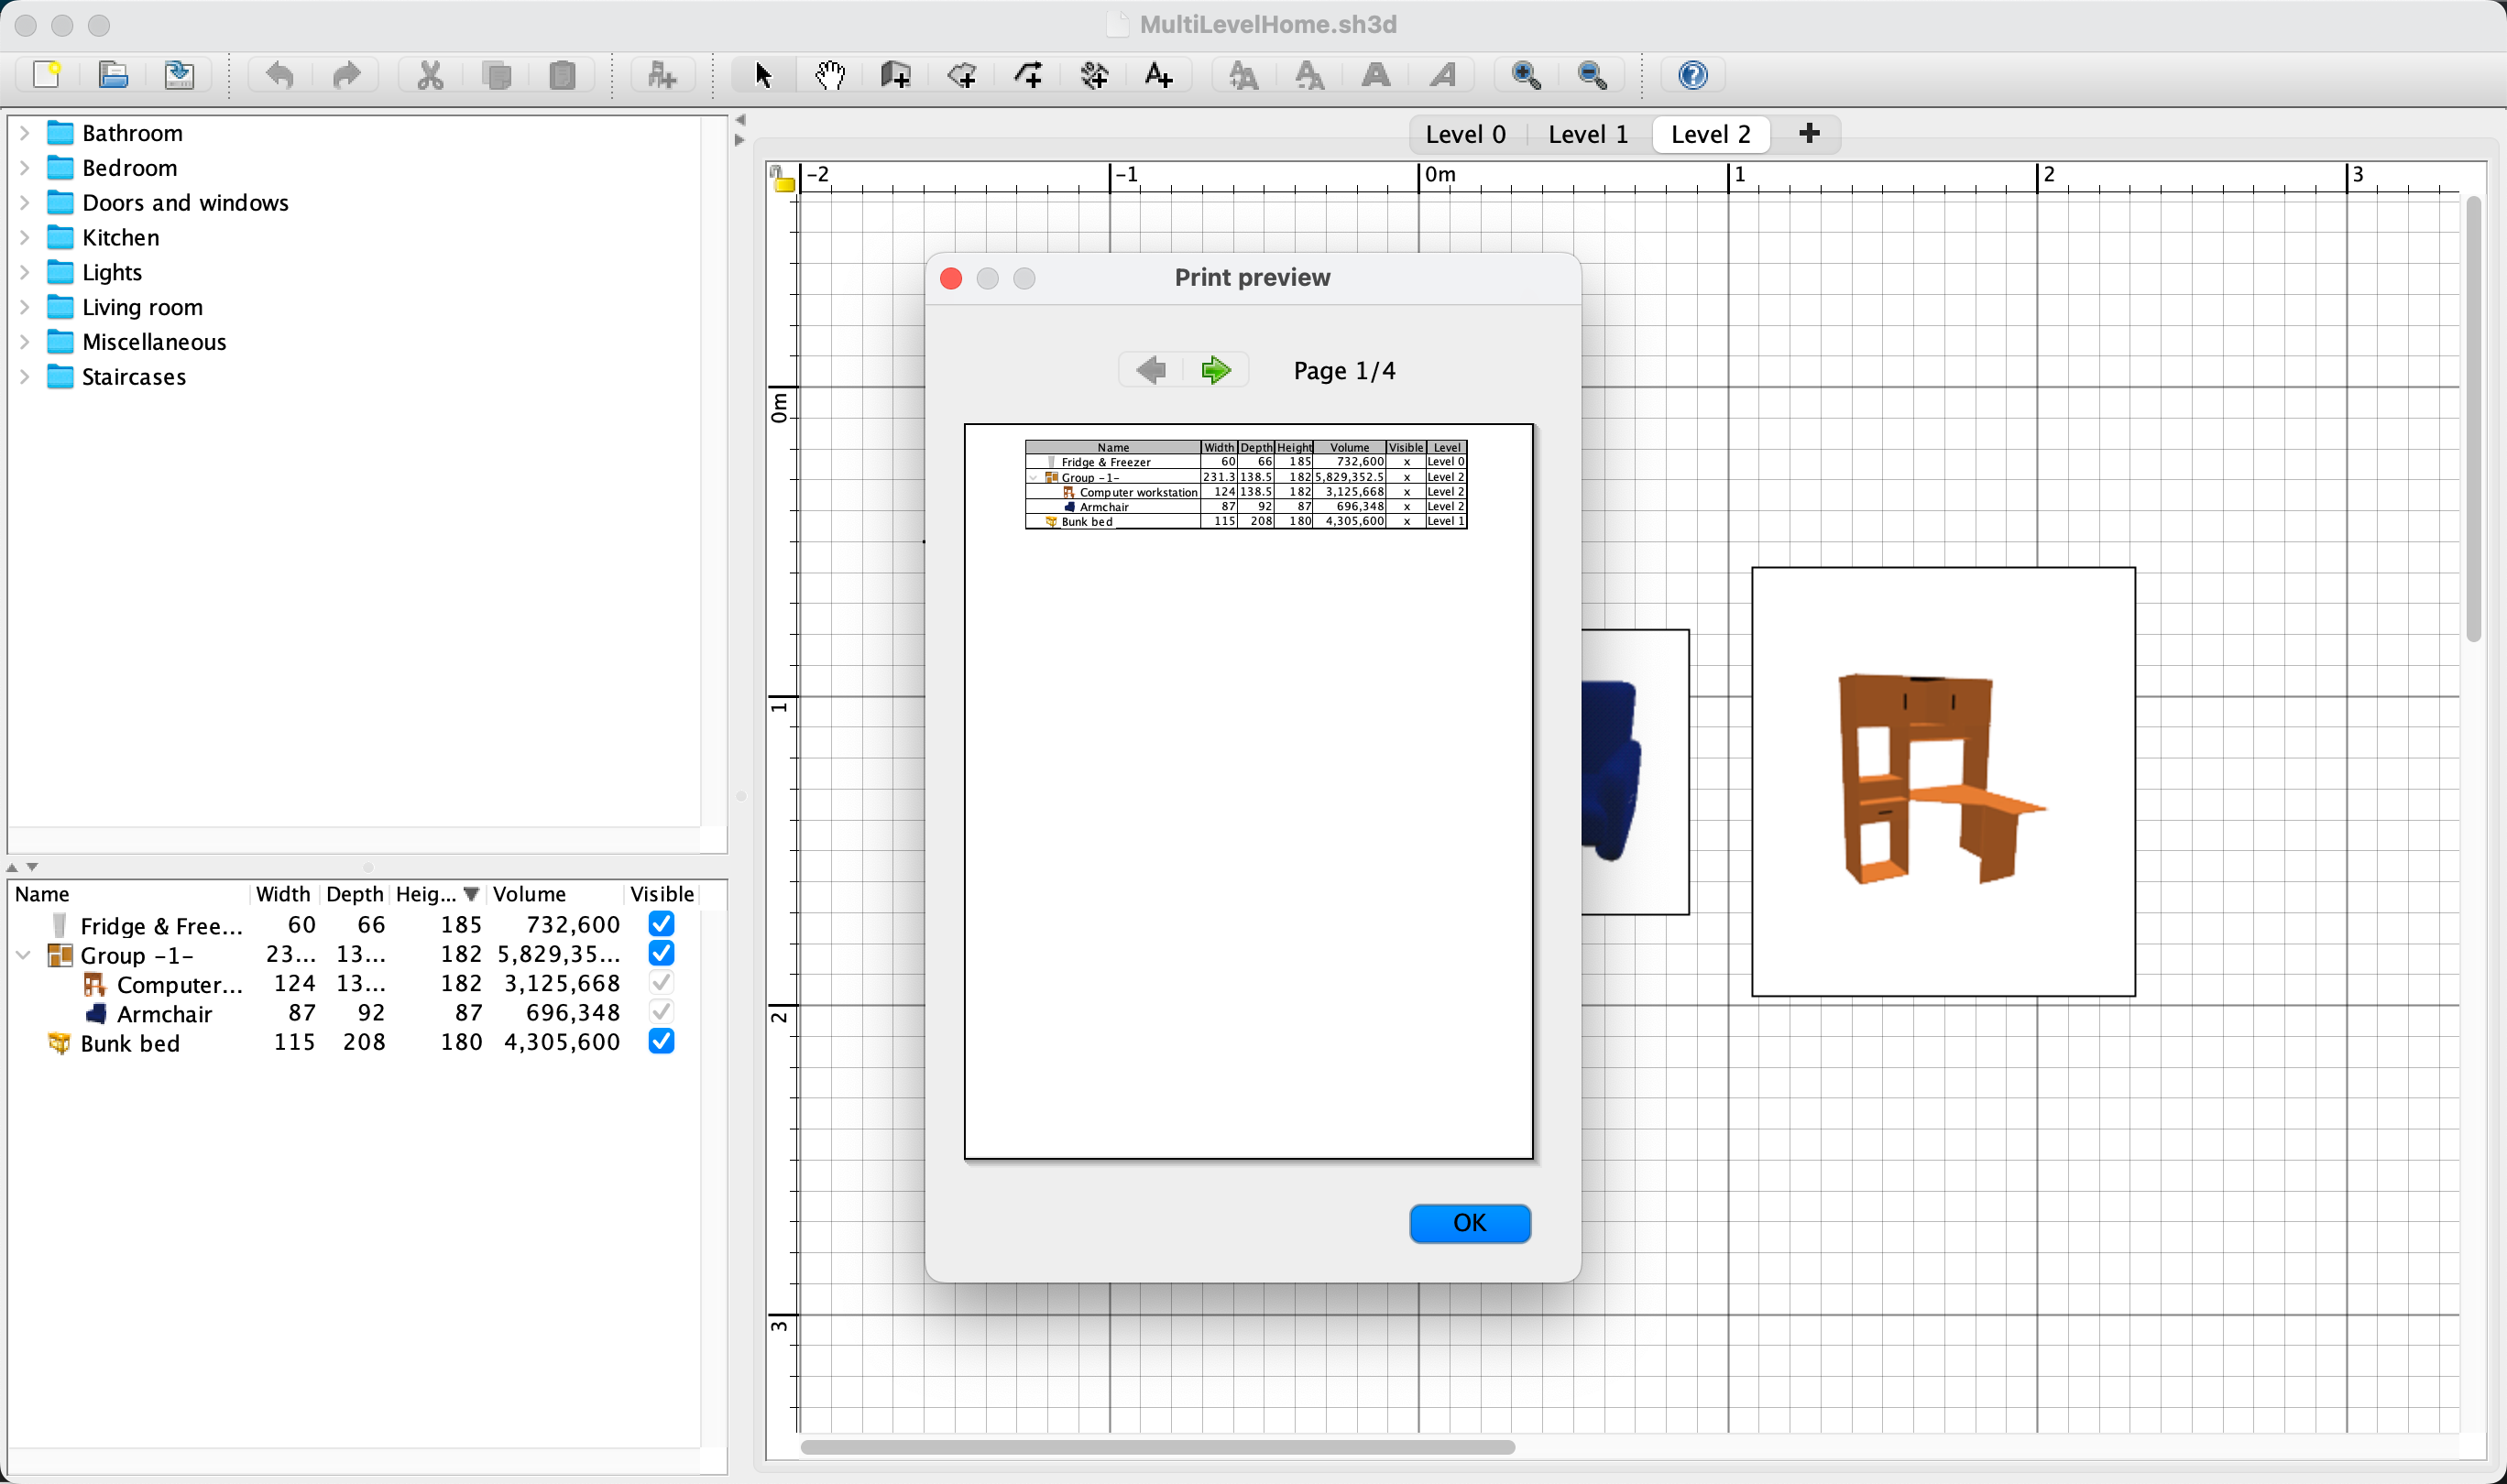 MultiLevelHome.sh3d
Bathroom
Bedroom
Doors and windows
Kitchen
Lights
Living room
Miscellaneous
Staircases
Name Width Depth Heig... Volume Visible
Fridge & Free... 60 66 185 732,600
Group -1- 23... 13... 182 5,829,35...
Computer... 124 13... 182 3,125,668
Armchair 87 92 87 696,348
Bunk bed 115 208 180 4,305,600
Level 0 Level 1 Level 2 +
-2 -1 0m 1 2 3
0m
1
2
3
Print preview
Page 1/4
Name Width Depth Height Volume Visible Level
Fridge & Freezer 60 66 185 732,600 x Level 0
Group -1- 231.3 138.5 182 5,829,352.5 x Level 2
Computer workstation 124 138.5 182 3,125,668 x Level 2
Armchair 87 92 87 696,348 x Level 2
Bunk bed 115 208 180 4,305,600 x Level 1
OK